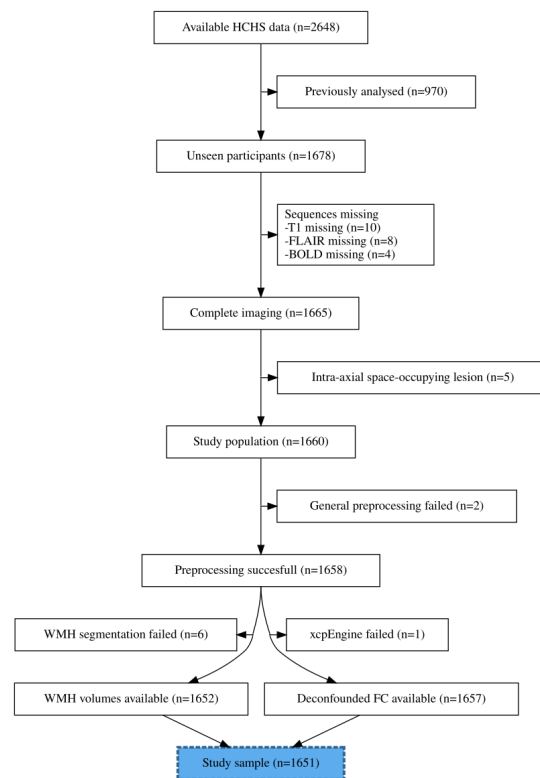 Available HCHS data (n=2648)
Previously analysed (n=970)
Unseen participants (n=1678)
Sequences missing
-T1 missing (n=10)
-FLAIR missing (n=8)
-BOLD missing (n=4)
Complete imaging (n=1665)
Intra-axial space-occupying lesion (n=5)
Study population (n=1660)
General preprocessing failed (n=2)
Preprocessing succesfull (n=1658)
WMH segmentation failed (n=6)
xcpEngine failed (n=1)
WMH volumes available (n=1652)
Deconfounded FC available (n=1657)
Study sample (n=1651)